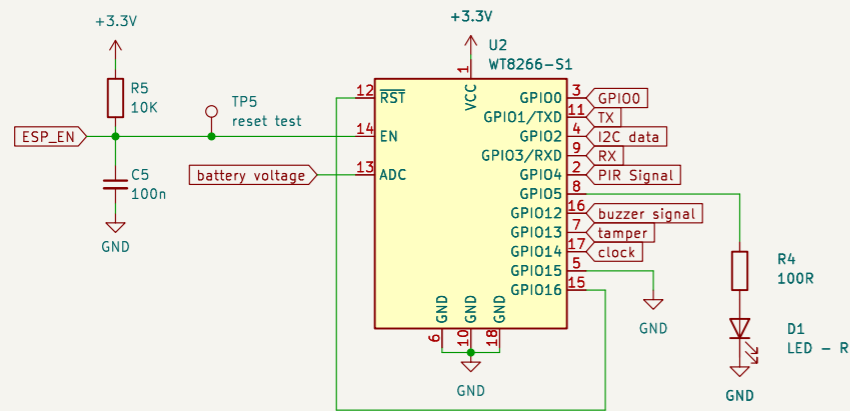 +3.3V
+3.3V
U2
WT8266-S1
R5
10K
TP5
reset test
ESP_EN
C5
100n
GND
battery voltage
12
RST
14
EN
13
ADC
1
VCC
GPIO0
3
GPIO0
GPIO1/TXD
11
TX
GPIO2
4
I2C data
GPIO3/RXD
9
RX
GPIO4
2
PIR Signal
GPIO5
8
GPIO12
16
buzzer signal
GPIO13
7
tamper
GPIO14
17
clock
GPIO15
5
GPIO16
15
GND
GND
GND
6
10
18
GND
GND
R4
100R
D1
LED - R
GND